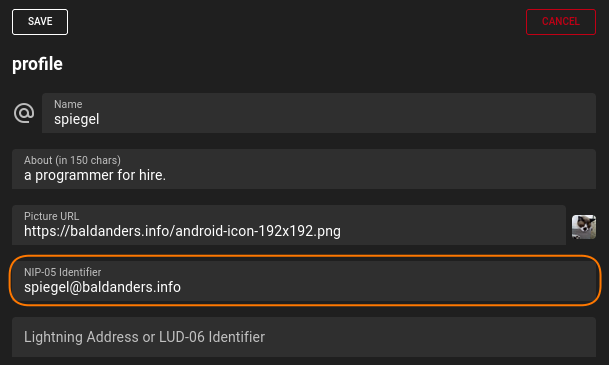 SAVE
CANCEL
profile
@
Name
spiegel
About (in 150 chars)
a programmer for hire.
Picture URL
https://baldanders.info/android-icon-192x192.png
NIP-05 Identifier
spiegel@baldanders.info
Lightning Address or LUD-06 Identifier